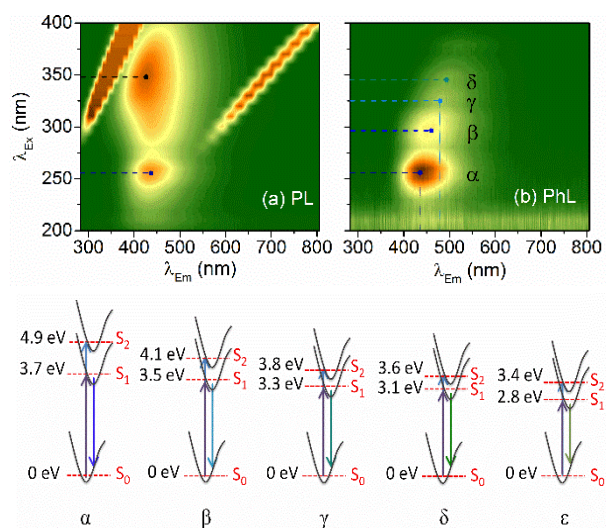 400
350
300
250
200
λEx (nm)
300 400 500 600 700 800
λEm (nm)
(a) PL
δ
γ
β
α
(b) PhL
300 400 500 600 700 800
λEm (nm)
4.9 eV S2
3.7 eV S1
0 eV S0
α
4.1 eV S2
3.5 eV S1
0 eV S0
β
3.8 eV S2
3.3 eV S1
0 eV S0
γ
3.6 eV S2
3.1 eV S1
0 eV S0
δ
3.4 eV S2
2.8 eV S1
0 eV S0
ε